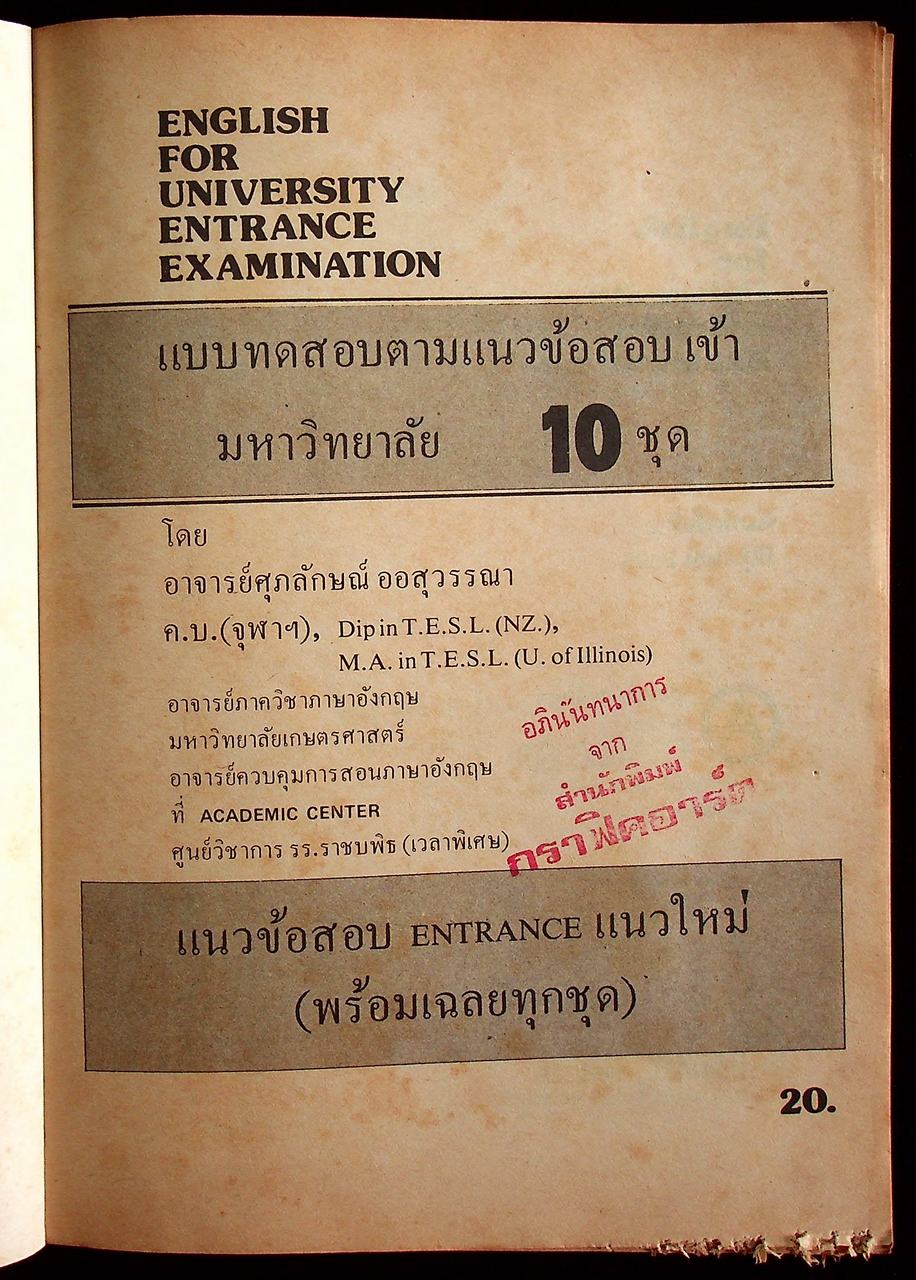 ENGLISH
FOR
UNIVERSITY
ENTRANCE
EXAMINATION
แบบทดสอบตามแนวข้อสอบ เข้า
มหาวิทยาลัย 10 ชุด
โดย
อาจารย์ศุภลักษณ์ ออสุวรรณา
ค.บ.(จุฬาฯ), Dip in T.E.S.L. (NZ.),
M.A. in T.E.S.L. (U. of Illinois)
อาจารย์ภาควิชาภาษาอังกฤษ
มหาวิทยาลัยเกษตรศาสตร์
อาจารย์ควบคุมการสอนภาษาอังกฤษ
ที่ ACADEMIC CENTER
ศูนย์วิชาการ รร.ราชบพิธ (เวลาพิเศษ)
อภินันทนาการ
จาก
สำนักพิมพ์
กราฟิคอาร์ต
แนวข้อสอบ ENTRANCE แนวใหม่
(พร้อมเฉลยทุกชุด)
20.